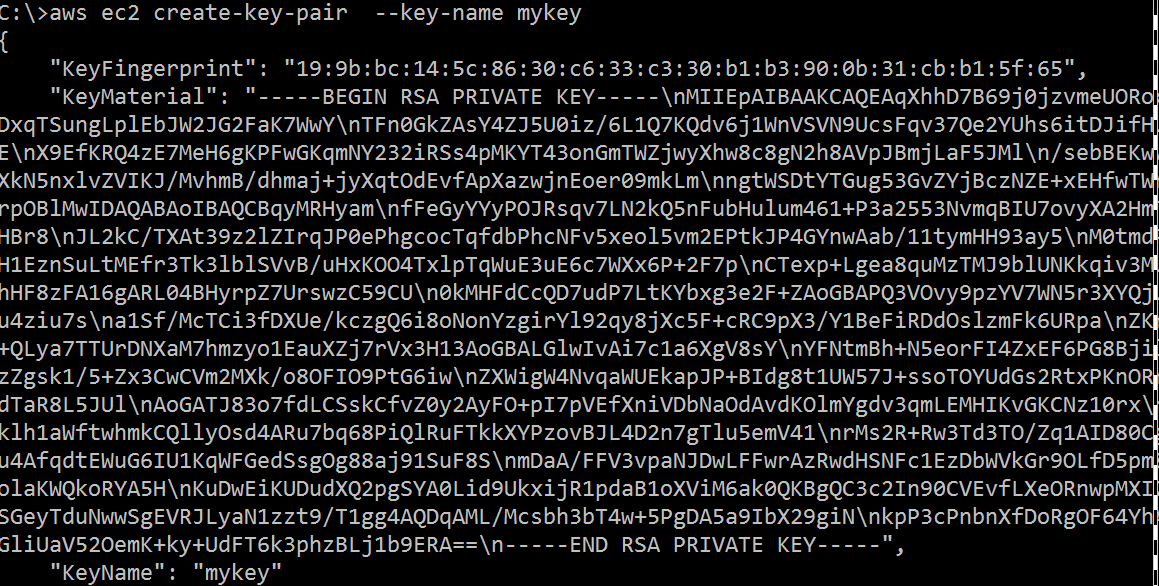 C:\>aws ec2 create-key-pair  --key-name mykey
{
    "KeyFingerprint": "19:9b:bc:14:5c:86:30:c6:33:c3:30:b1:b3:90:0b:31:cb:b1:5f:65",
    "KeyMaterial": "-----BEGIN RSA PRIVATE KEY-----\nMIIEpAIBAAKCAQEAqXhhD7B69j0jzvmeUORo
DxqTSungLplEbJW2JG2FaK7WwY\nTFn0GkZAsY4ZJ5U0iz/6L1Q7KQdv6j1WnVSVN9UcsFqv37Qe2YUhs6itDJifH
E\nX9EfKRQ4zE7MeH6gKPFwGKqmNY232iRSs4pMKYT43onGmTWZjwyXhw8c8gN2h8AVpJBmjLaF5JMl\n/sebBEKw
XkN5nxlvZVIKJ/MvhmB/dhmaj+jyXqtOdEvfApXazwjnEoer09mkLm\nngtWSDtYTGug53GvZYjBczNZE+xEHfwTW
rpOBlMwIDAQABAoIBAQCBqyMRHyam\nfFeGyYYyPOJRsqv7LN2kQ5nFubHulum461+P3a2553NvmqBIU7ovyXA2Hm
HBr8\nJL2kC/TXAt39z2lZIrqJP0ePhgcocTqfdbPhcNFv5xeol5vm2EPtkJP4GYnwAab/11tymHH93ay5\nM0tmd
H1EznSuLtMEfr3Tk3lblSVvB/uHxKOO4TxlpTqWuE3uE6c7WXx6P+2F7p\nCTexp+Lgea8quMzTMJ9blUNKkqiv3M
hHF8zFA16gARL04BHyrpZ7UrswzC59CU\n0kMHFdCcQD7udP7LtKYbxg3e2F+ZAoGBAPQ3VOvy9pzYV7WN5r3XYQj
u4ziu7s\na1Sf/McTCi3fDXUe/kczgQ6i8oNonYzgirYl92qy8jXc5F+cRC9pX3/Y1BeFiRDdOslzmFk6URpa\nZK
+QLya7TTUrDNXaM7hmzyo1EauXZj7rVx3H13AoGBALGlwIvAi7c1a6XgV8sY\nYFNtmBh+N5eorFI4ZxEF6PG8Bji
zZgsk1/5+Zx3CwCVm2MXk/o8OFIO9PtG6iw\nZXWigW4NvqaWUEkapJP+BIdg8t1UW57J+ssoTOYUdGs2RtxPKnOR
dTaR8L5JUl\nAoGATJ83o7fdLCSskCfvZ0y2AyFO+pI7pVEfXniVDbNaOdAvdKOlmYgdv3qmLEMHIKvGKCNz10rx\
klh1aWftwhmkCQllyOsd4ARu7bq68PiQlRuFTkkXYPzovBJL4D2n7gTlu5emV41\nrMs2R+Rw3Td3TO/Zq1AID80C
u4AfqdtEWuG6IU1KqWFGedSsgOg88aj91SuF8S\nmDaA/FFV3vpaNJDwLFFwrAzRwdHSNFc1EzDbWVkGr9OLfD5pm
olaKWQkoRYA5H\nKuDwEiKUDudXQ2pgSYA0Lid9UkxijR1pdaB1oXViM6ak0QKBgQC3c2In90CVEvfLXeORnwpMXI
SGeyTduNwwSgEVRJLyaN1zzt9/T1gg4AQDqAML/Mcsbh3bT4w+5PgDA5a9IbX29giN\nkpP3cPnbnXfDoRgOF64Yh
GliUaV52OemK+ky+UdFT6k3phzBLj1b9ERA==\n-----END RSA PRIVATE KEY-----",
    "KeyName": "mykey"